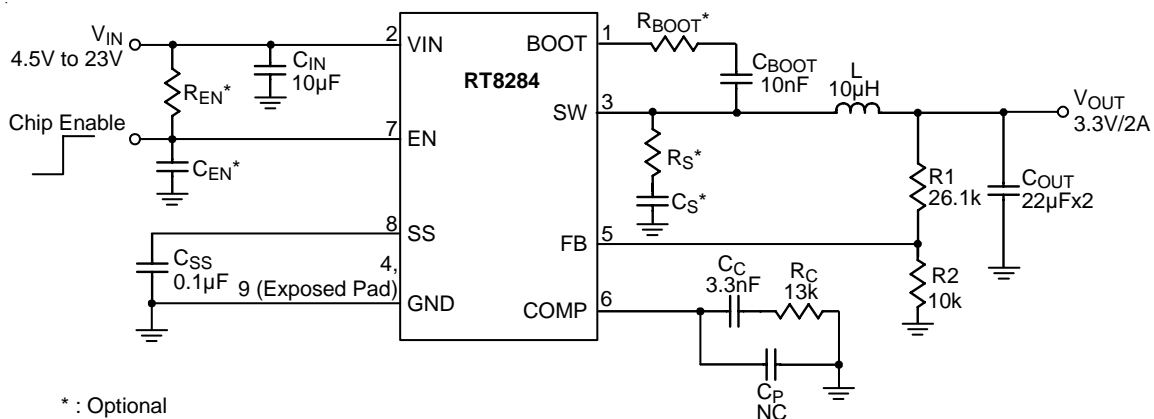 VIN
4.5V to 23V
REN*
CIN
10µF
Chip Enable
CEN*
CSS
0.1µF
2
VIN
7
EN
8
SS
4,
9 (Exposed Pad)
GND
RT8284
BOOT
1
SW
3
FB
5
COMP
6
RBOOT*
CBOOT
10nF
L
10µH
VOUT
3.3V/2A
RS*
CS*
R1
26.1k
COUT
22µFx2
R2
10k
CC
3.3nF
RC
13k
CP
NC
* : Optional